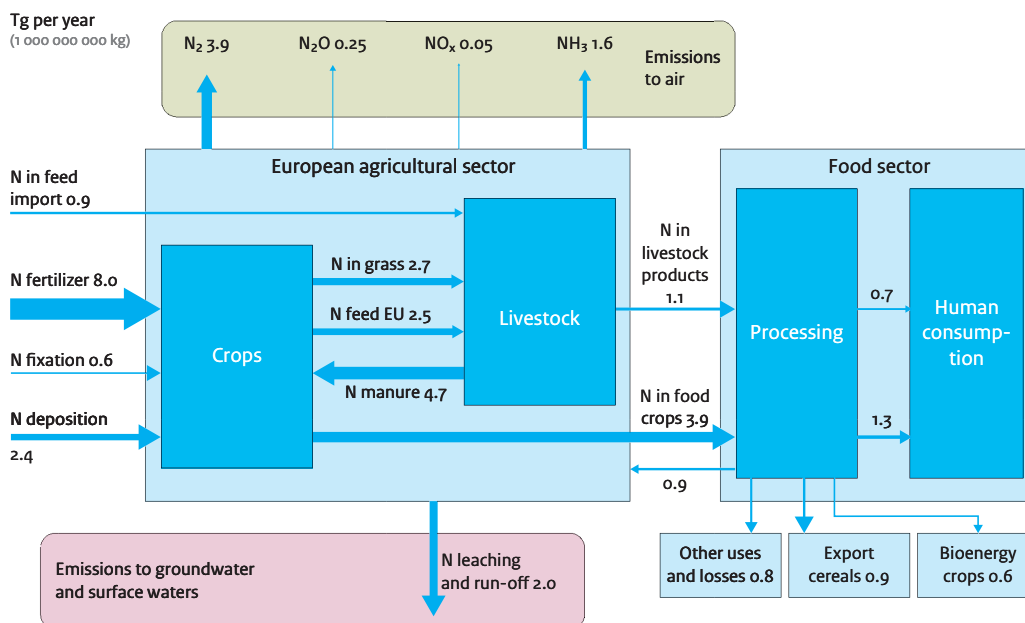 Tg per year
(1 000 000 000 kg)
N₂ 3.9
N₂O 0.25
NOₓ 0.05
NH₃ 1.6
Emissions
to air
European agricultural sector
Food sector
N in feed
import 0.9
N fertilizer 8.0
N fixation 0.6
N deposition
2.4
Crops
N in grass 2.7
N feed EU 2.5
N manure 4.7
Livestock
N in
livestock
products
1.1
N in food
crops 3.9
0.9
Processing
0.7
1.3
Human
consump-
tion
Other uses
and losses 0.8
Export
cereals 0.9
Bioenergy
crops 0.6
Emissions to groundwater
and surface waters
N leaching
and run-off 2.0